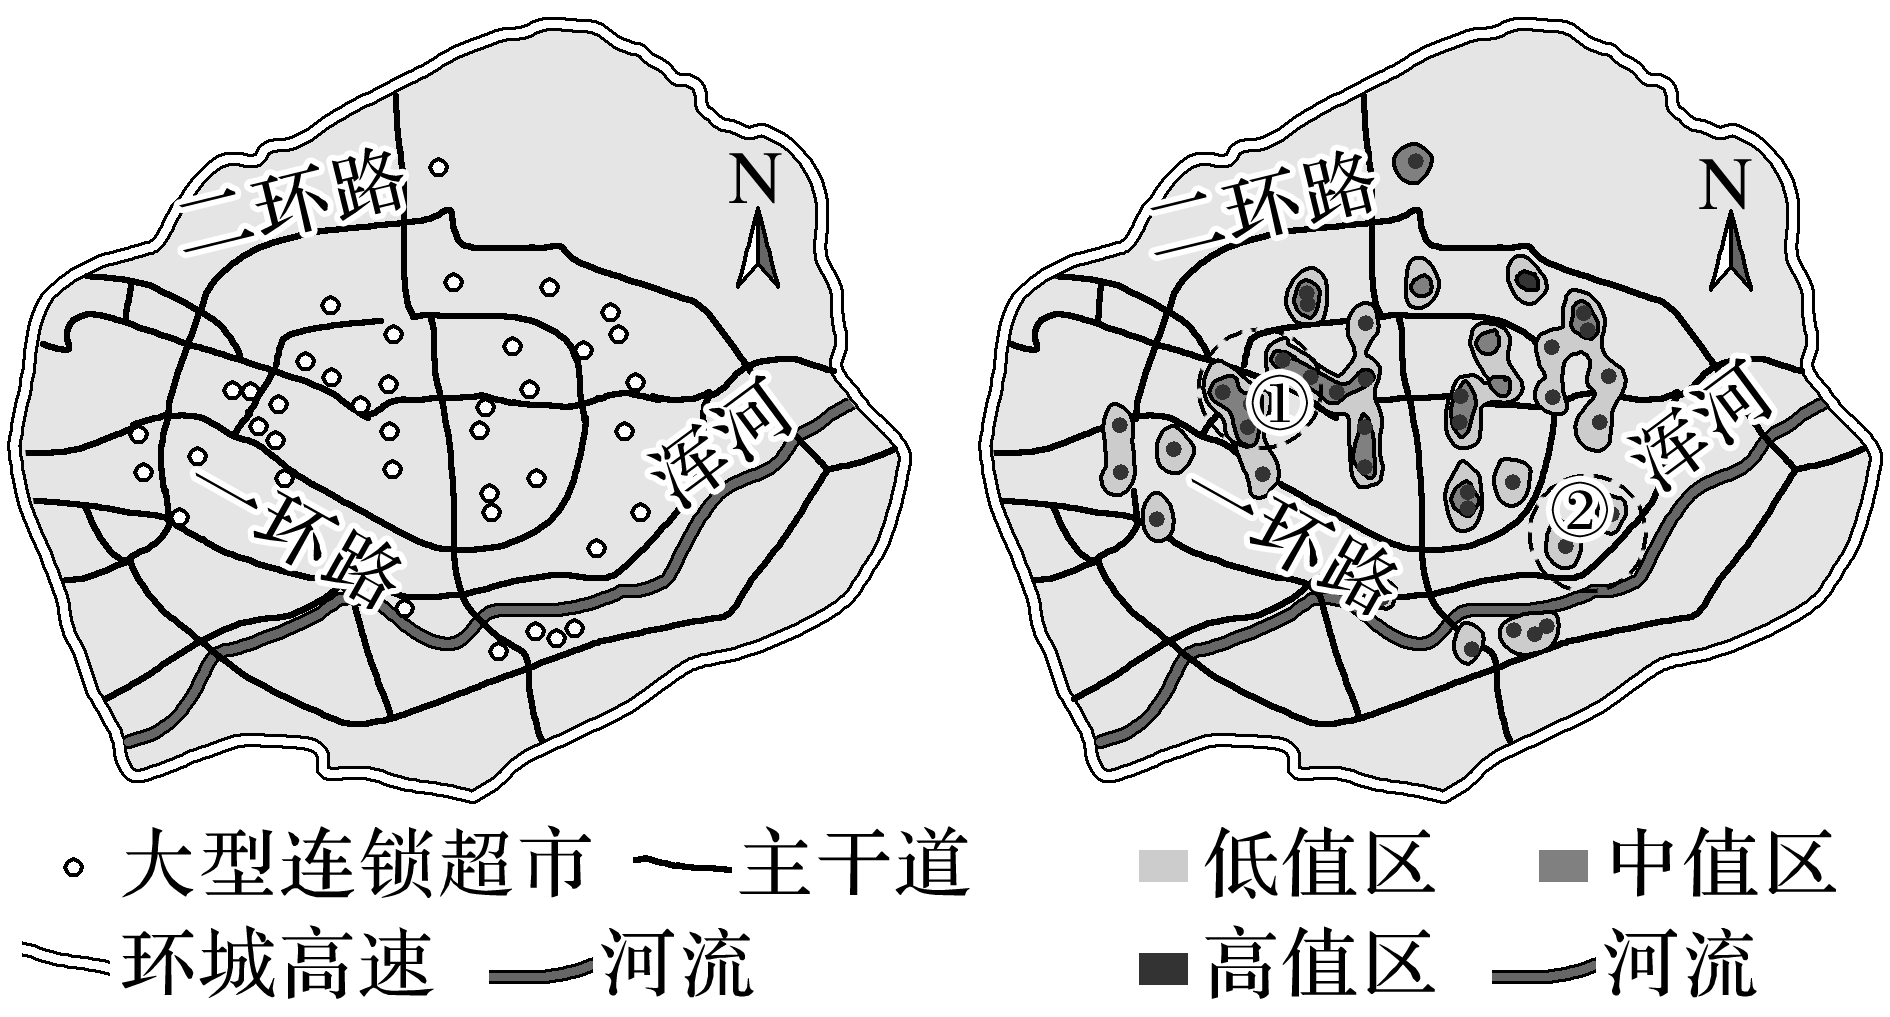 二环路
N
浑河
一环路
大型连锁超市 主干道
环城高速 河流
二环路
N
①
浑河
一环路
②
低值区 中值区
高值区 河流